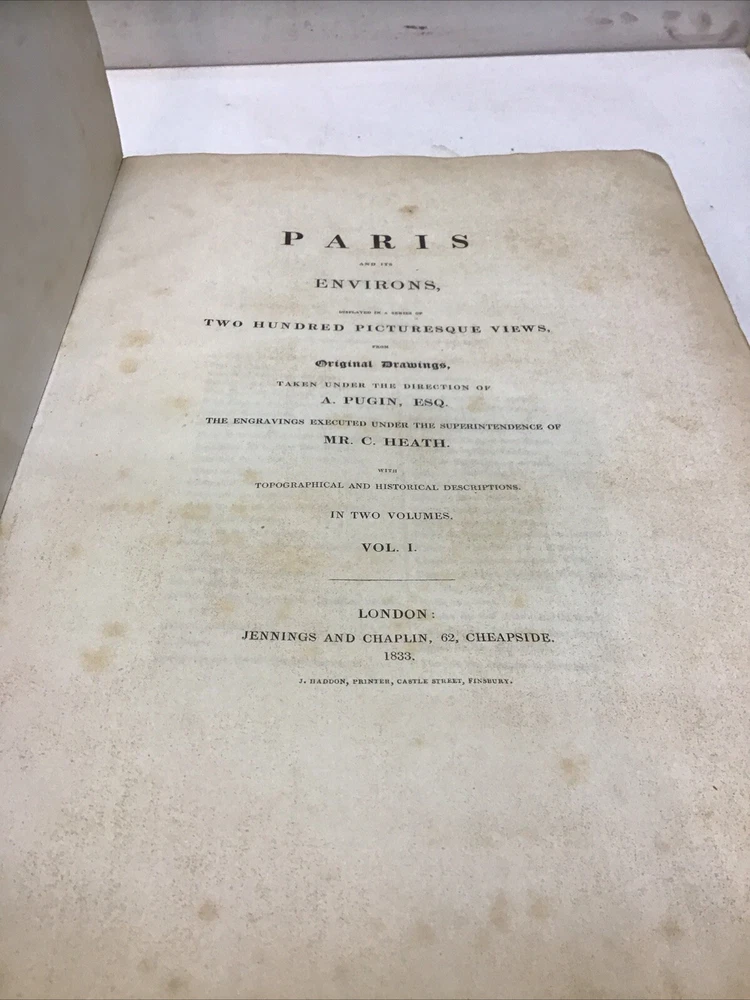 PARIS
AND ITS
ENVIRONS,
DISPLAYED IN A SERIES OF
TWO HUNDRED PICTURESQUE VIEWS,
FROM
Original Drawings,
TAKEN UNDER THE DIRECTION OF
A. PUGIN, ESQ.
THE ENGRAVINGS EXECUTED UNDER THE SUPERINTENDENCE OF
MR. C. HEATH.
WITH
TOPOGRAPHICAL AND HISTORICAL DESCRIPTIONS.
IN TWO VOLUMES.
VOL. I.
LONDON:
JENNINGS AND CHAPLIN, 62, CHEAPSIDE.
1833.
J. HADDON, PRINTER, CASTLE STREET, FINSBURY.